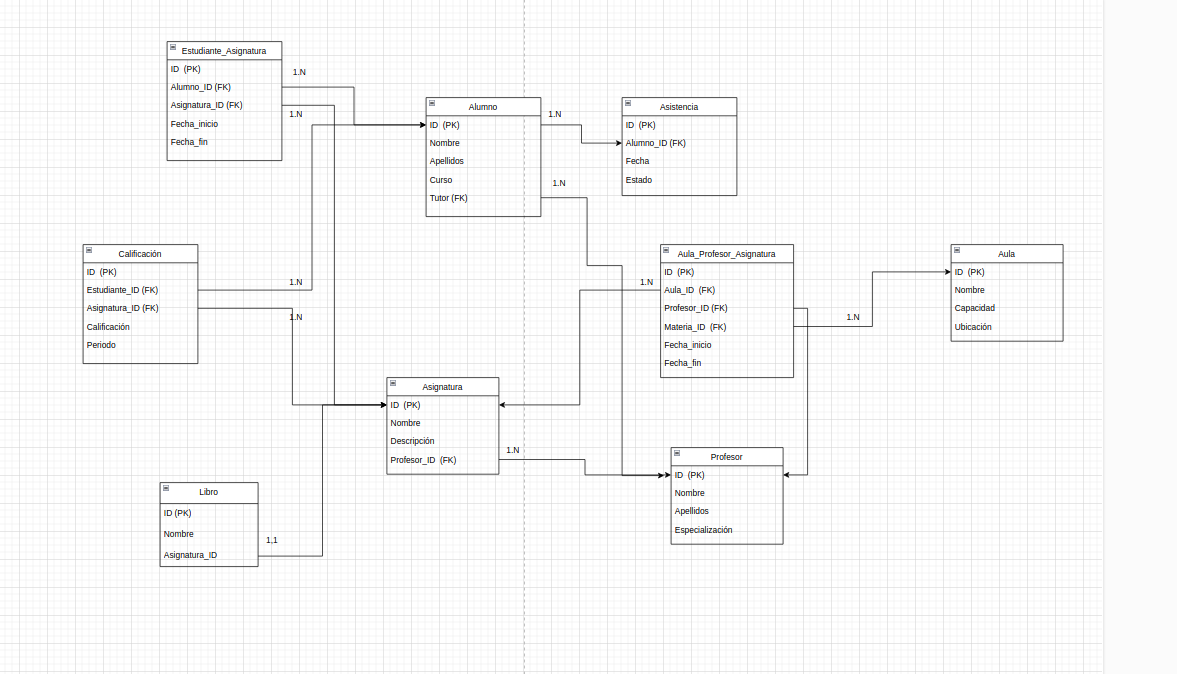 Estudiante_Asignatura
ID (PK)
Alumno_ID (FK)
Asignatura_ID (FK)
Fecha_inicio
Fecha_fin
1.N
1.N
Alumno
ID (PK)
Nombre
Apellidos
Curso
Tutor (FK)
1.N
1.N
Asistencia
ID (PK)
Alumno_ID (FK)
Fecha
Estado
Calificación
ID (PK)
Estudiante_ID (FK)
Asignatura_ID (FK)
Calificación
Periodo
1.N
1.N
Aula_Profesor_Asignatura
ID (PK)
Aula_ID (FK)
Profesor_ID (FK)
Materia_ID (FK)
Fecha_inicio
Fecha_fin
1.N
1.N
Aula
ID (PK)
Nombre
Capacidad
Ubicación
Asignatura
ID (PK)
Nombre
Descripción
Profesor_ID (FK)
1.N
Profesor
ID (PK)
Nombre
Apellidos
Especialización
Libro
ID (PK)
Nombre
Asignatura_ID
1,1